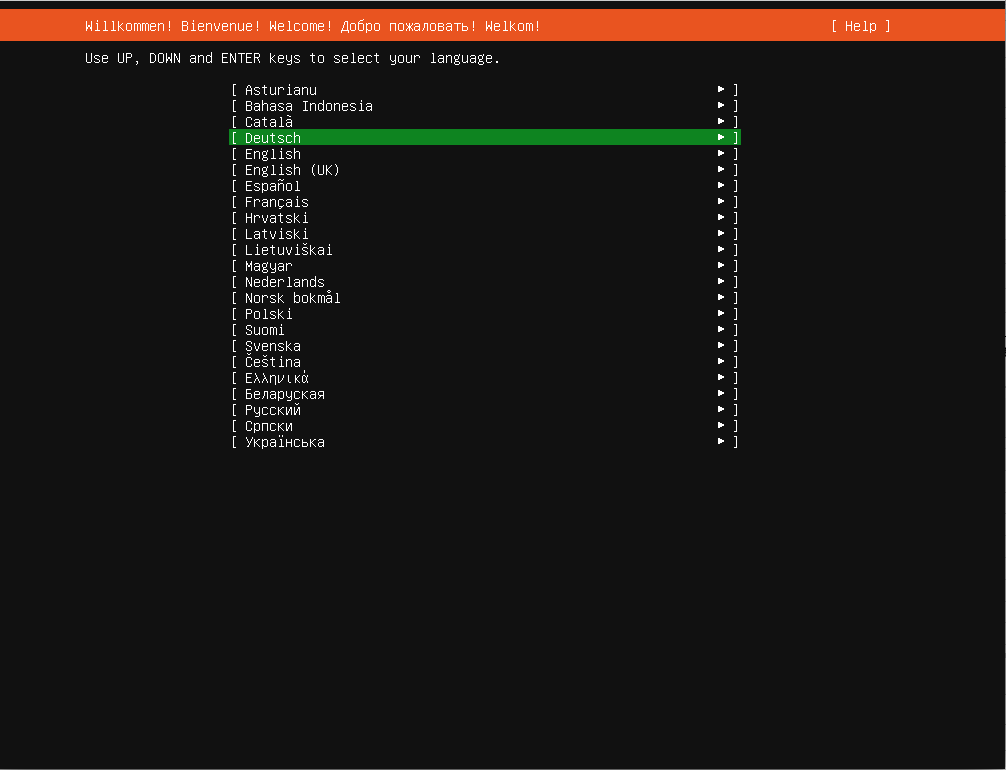 Willkommen! Bienvenue! Welcome! Добро пожаловать! Welkom! [ Help ]
Use UP, DOWN and ENTER keys to select your language.
[ Asturianu ► ]
[ Bahasa Indonesia ► ]
[ Català ► ]
[ Deutsch ► ]
[ English ► ]
[ English (UK) ► ]
[ Español ► ]
[ Français ► ]
[ Hrvatski ► ]
[ Latviski ► ]
[ Lietuviškai ► ]
[ Magyar ► ]
[ Nederlands ► ]
[ Norsk bokmål ► ]
[ Polski ► ]
[ Suomi ► ]
[ Svenska ► ]
[ Čeština ► ]
[ Ελληνικά ► ]
[ Беларуская ► ]
[ Русский ► ]
[ Српски ► ]
[ Українська ► ]